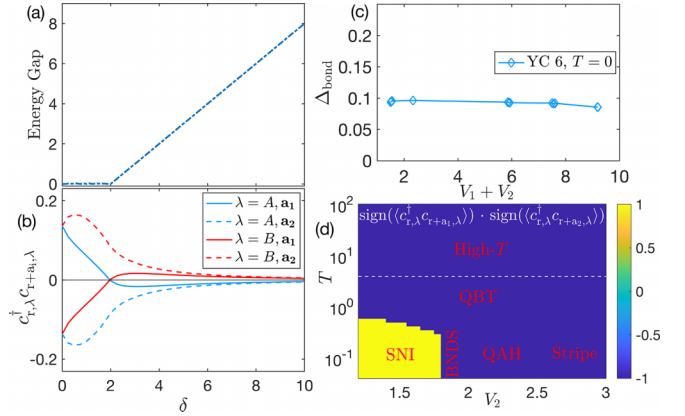 (a)
8
6
4
2
0
Energy Gap
(b)
0.2
0
-0.2
c†r,λ cr+ai,λ
λ = A, a1
λ = A, a2
λ = B, a1
λ = B, a2
0 2 4 6 8 10
δ
(c)
0.2
0.15
0.1
0.05
0
Δbond
YC 6, T = 0
2 4 6 8 10
V1 + V2
(d)
sign(⟨c†r,λ cr+a1,λ⟩) · sign(⟨c†r,λ cr+a2,λ⟩)
10^2
10^1
10^0
10^-1
T
High-T
QBT
SNI
BNDS
QAH
Stripe
1.5 2 2.5 3
V2
1
0.5
0
-0.5
-1